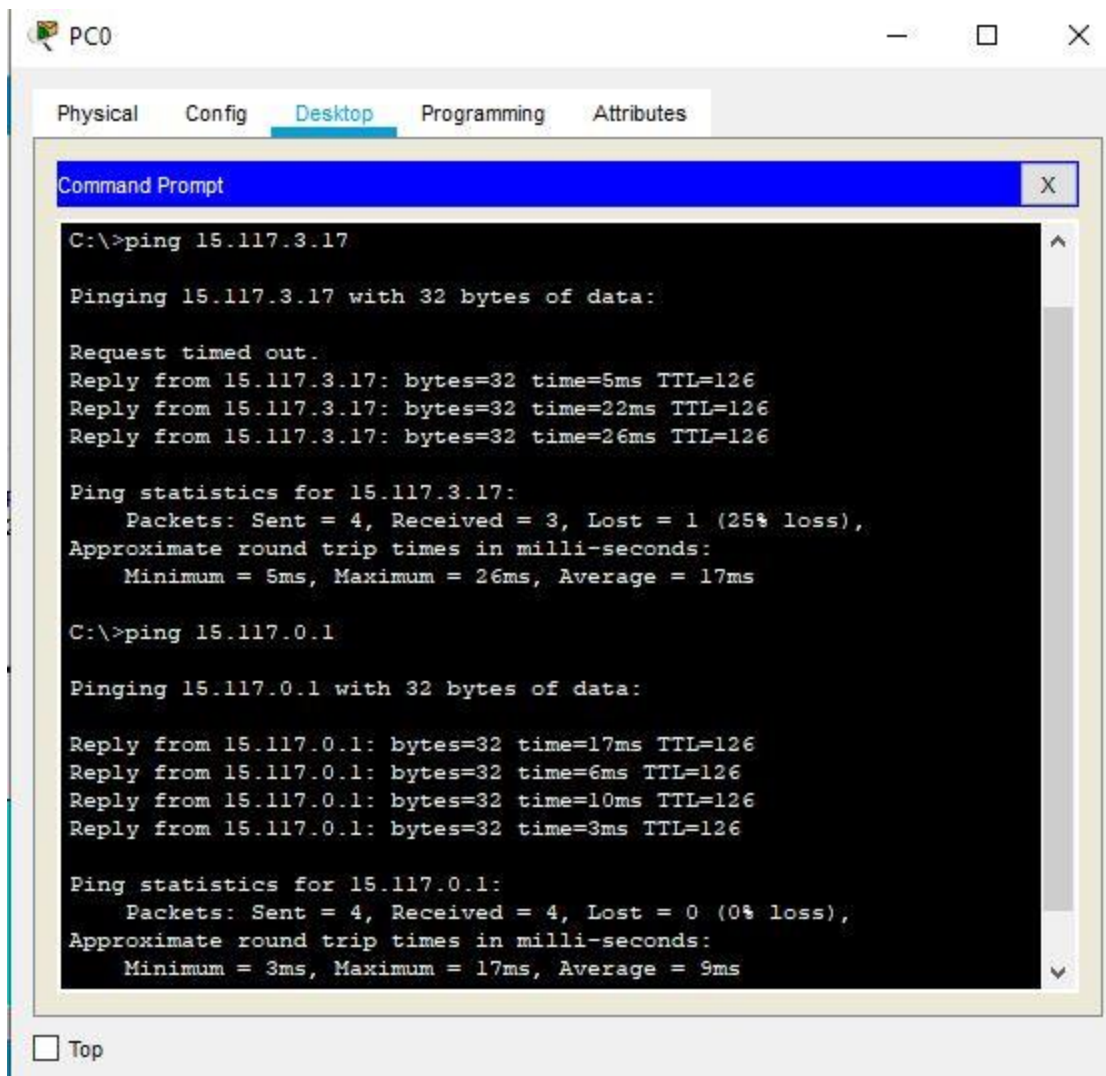 PC0
Physical Config Desktop Programming Attributes
Command Prompt X
C:\>ping 15.117.3.17
Pinging 15.117.3.17 with 32 bytes of data:
Request timed out.
Reply from 15.117.3.17: bytes=32 time=5ms TTL=126
Reply from 15.117.3.17: bytes=32 time=22ms TTL=126
Reply from 15.117.3.17: bytes=32 time=26ms TTL=126
Ping statistics for 15.117.3.17:
Packets: Sent = 4, Received = 3, Lost = 1 (25% loss),
Approximate round trip times in milli-seconds:
Minimum = 5ms, Maximum = 26ms, Average = 17ms
C:\>ping 15.117.0.1
Pinging 15.117.0.1 with 32 bytes of data:
Reply from 15.117.0.1: bytes=32 time=17ms TTL=126
Reply from 15.117.0.1: bytes=32 time=6ms TTL=126
Reply from 15.117.0.1: bytes=32 time=10ms TTL=126
Reply from 15.117.0.1: bytes=32 time=3ms TTL=126
Ping statistics for 15.117.0.1:
Packets: Sent = 4, Received = 4, Lost = 0 (0% loss),
Approximate round trip times in milli-seconds:
Minimum = 3ms, Maximum = 17ms, Average = 9ms
Top